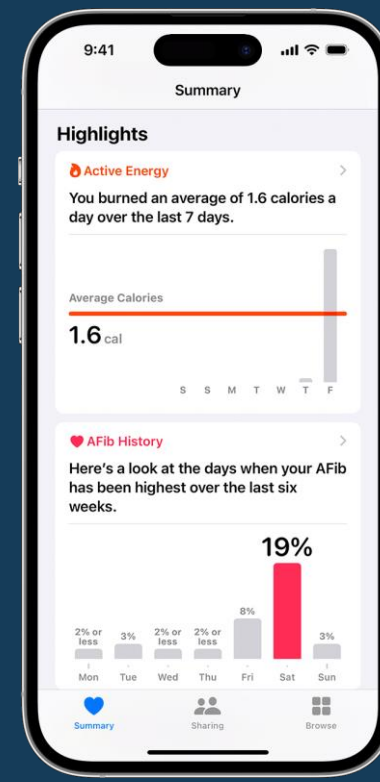 9:41
Summary
Highlights
Active Energy
You burned an average of 1.6 calories a
day over the last 7 days.
Average Calories
1.6 cal
S S M T W T F
AFib History
Here's a look at the days when your AFib
has been highest over the last six
weeks.
19%
8%
2% or
less
3%
2% or
less
2% or
less
3%
Mon Tue Wed Thu Fri Sat Sun
Summary Sharing Browse